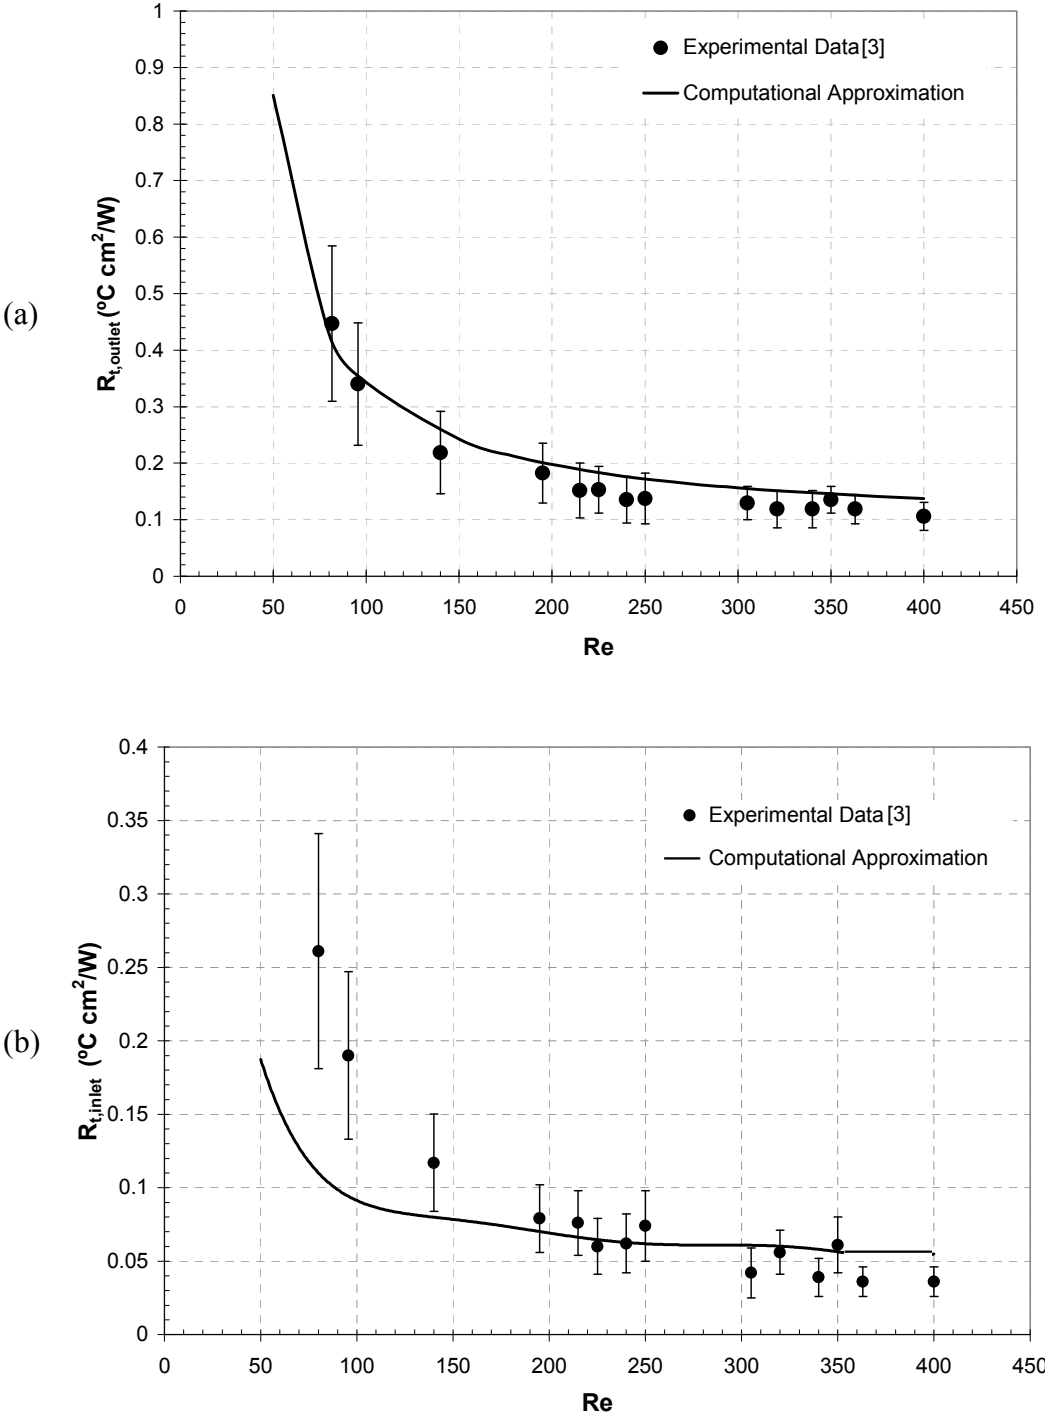 (a)
R_t,outlet (ºC cm²/W)
1
0.9
0.8
0.7
0.6
0.5
0.4
0.3
0.2
0.1
0
Experimental Data [3]
Computational Approximation
0 50 100 150 200 250 300 350 400 450
Re
(b)
R_t,inlet (ºC cm²/W)
0.4
0.35
0.3
0.25
0.2
0.15
0.1
0.05
0
Experimental Data [3]
Computational Approximation
0 50 100 150 200 250 300 350 400 450
Re